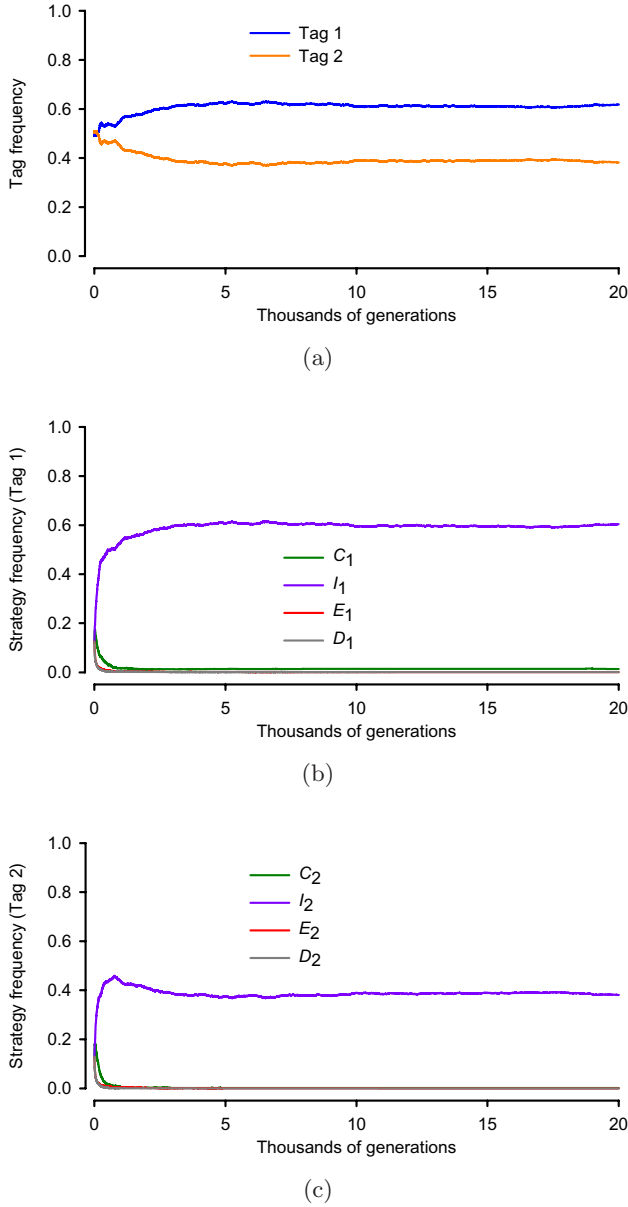 Tag frequency
1.0
0.8
0.6
0.4
0.2
0.0
Tag 1
Tag 2
0 5 10 15 20
Thousands of generations
(a)
Strategy frequency (Tag 1)
1.0
0.8
0.6
0.4
0.2
0.0
C1
I1
E1
D1
0 5 10 15 20
Thousands of generations
(b)
Strategy frequency (Tag 2)
1.0
0.8
0.6
0.4
0.2
0.0
C2
I2
E2
D2
0 5 10 15 20
Thousands of generations
(c)